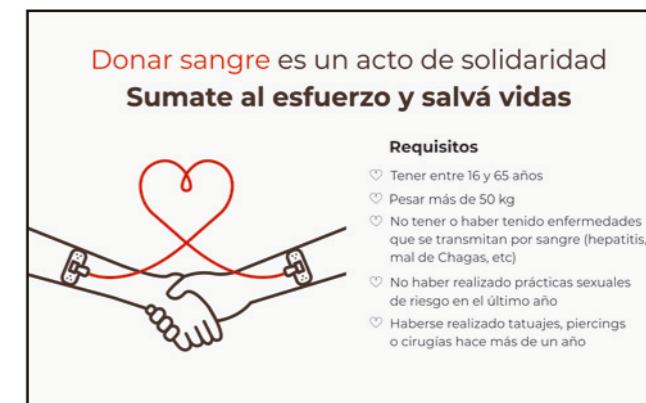 Donar sangre es un acto de solidaridad
Sumate al esfuerzo y salvá vidas
Requisitos
Tener entre 16 y 65 años
Pesar más de 50 kg
No tener o haber tenido enfermedades
que se transmitan por sangre (hepatitis,
mal de Chagas, etc)
No haber realizado prácticas sexuales
de riesgo en el último año
Haberse realizado tatuajes, piercings
o cirugías hace más de un año